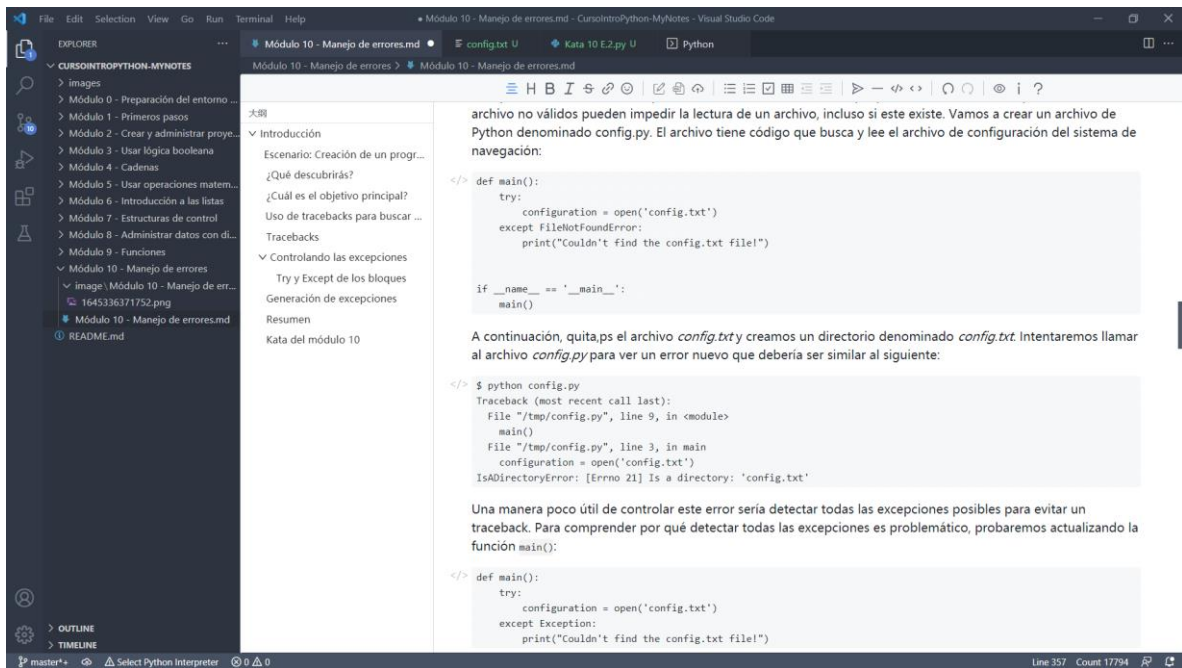 File Edit Selection View Go Run Terminal Help
● Módulo 10 - Manejo de errores.md - CursoIntroPython-MyNotes - Visual Studio Code
EXPLORER
Módulo 10 - Manejo de errores.md ●
config.txt U
Kata 10 E.2.py U
Python
CURSOINTROPYTHON-MYNOTES
Módulo 10 - Manejo de errores > Módulo 10 - Manejo de errores.md
> images
> Módulo 0 - Preparación del entorno ...
> Módulo 1 - Primeros pasos
> Módulo 2 - Crear y administrar proye...
> Módulo 3 - Usar lógica booleana
> Módulo 4 - Cadenas
> Módulo 5 - Usar operaciones matem...
> Módulo 6 - Introducción a las listas
> Módulo 7 - Estructuras de control
> Módulo 8 - Administrar datos con di...
> Módulo 9 - Funciones
Módulo 10 - Manejo de errores
image \ Módulo 10 - Manejo de err...
1645336371752.png
Módulo 10 - Manejo de errores.md
README.md
10
大纲
Introducción
Escenario: Creación de un progr...
¿Qué descubrirás?
¿Cuál es el objetivo principal?
Uso de tracebacks para buscar ...
Tracebacks
Controlando las excepciones
Try y Except de los bloques
Generación de excepciones
Resumen
Kata del módulo 10
archivo no válidos pueden impedir la lectura de un archivo, incluso si este existe. Vamos a crear un archivo de
Python denominado config.py. El archivo tiene código que busca y lee el archivo de configuración del sistema de
navegación:
def main():
try:
configuration = open('config.txt')
except FileNotFoundError:
print("Couldn't find the config.txt file!")
if __name__ == '__main__':
main()
A continuación, quita,ps el archivo config.txt y creamos un directorio denominado config.txt. Intentaremos llamar
al archivo config.py para ver un error nuevo que debería ser similar al siguiente:
$ python config.py
Traceback (most recent call last):
File "/tmp/config.py", line 9, in <module>
main()
File "/tmp/config.py", line 3, in main
configuration = open('config.txt')
IsADirectoryError: [Errno 21] Is a directory: 'config.txt'
Una manera poco útil de controlar este error sería detectar todas las excepciones posibles para evitar un
traceback. Para comprender por qué detectar todas las excepciones es problemático, probaremos actualizando la
función main():
def main():
try:
configuration = open('config.txt')
except Exception:
print("Couldn't find the config.txt file!")
> OUTLINE
> TIMELINE
master*+ Select Python Interpreter 0 0 Line 357 Count 17794